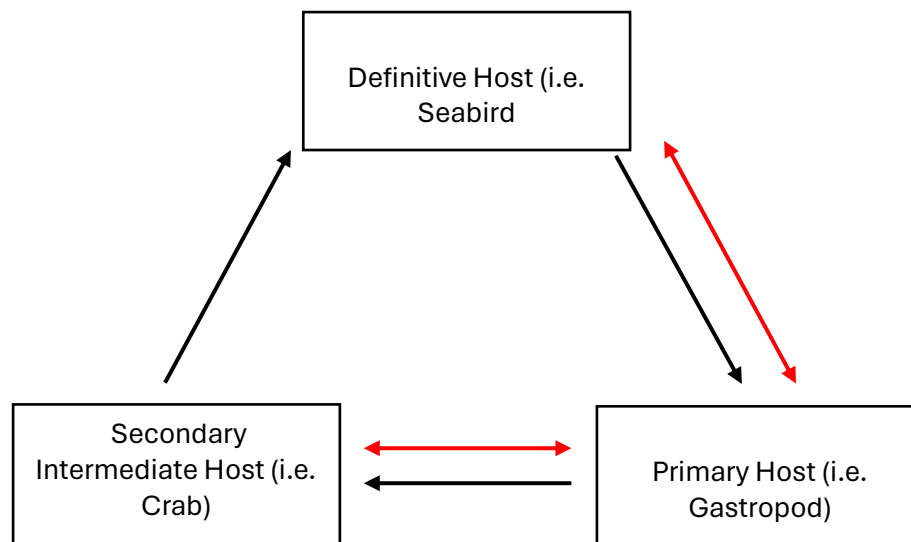 Definitive Host (i.e.
Seabird
Secondary
Intermediate Host (i.e.
Crab)
Primary Host (i.e.
Gastropod)